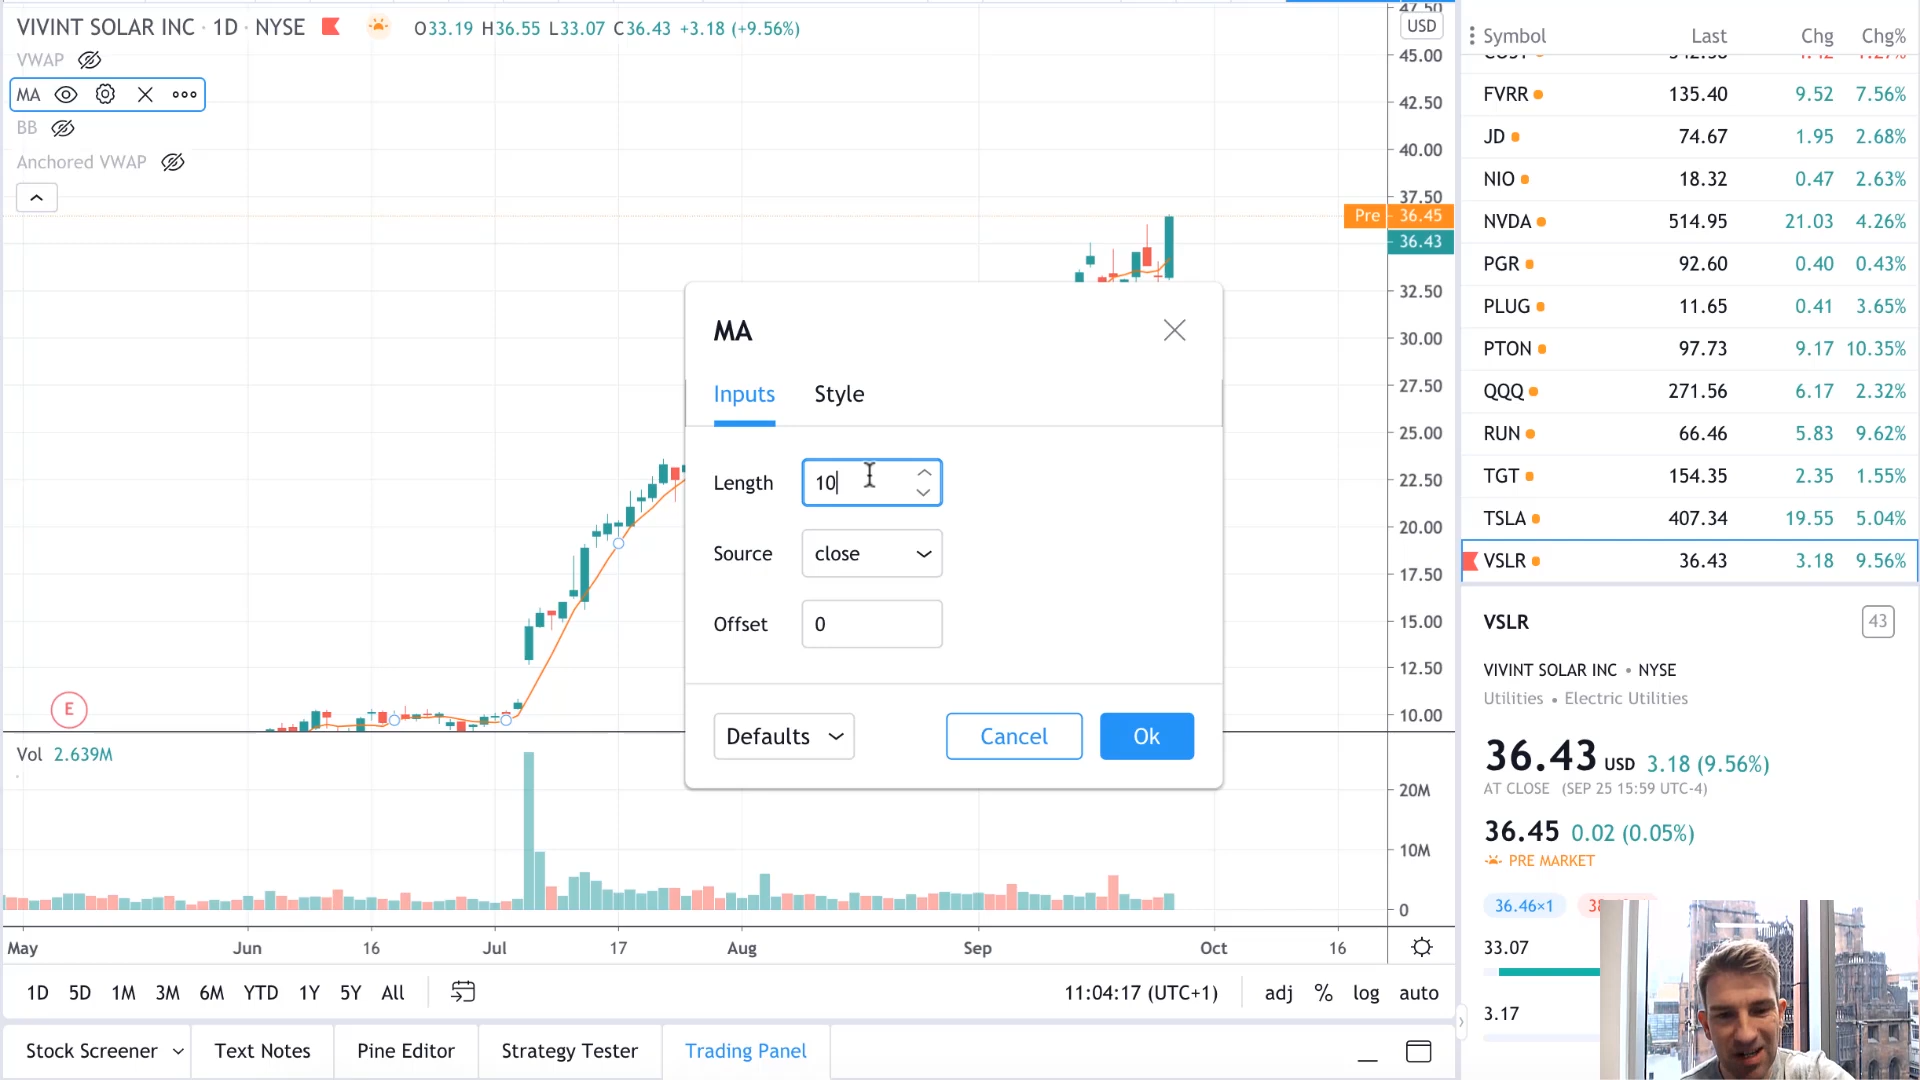 VIVINT SOLAR INC · 1D · NYSE O33.19 H36.55 L33.07 C36.43 +3.18 (+9.56%)
VWAP
MA
BB
Anchored VWAP
47.50
USD
45.00
42.50
40.00
37.50
Pre 36.45
36.43
32.50
30.00
27.50
25.00
22.50
20.00
17.50
15.00
12.50
10.00
20M
10M
0
MA
Inputs Style
Length 10
Source close
Offset 0
Defaults Cancel Ok
E
Vol 2.639M
May Jun 16 Jul 17 Aug Sep Oct 16
1D 5D 1M 3M 6M YTD 1Y 5Y All 11:04:17 (UTC+1) adj % log auto
Stock Screener Text Notes Pine Editor Strategy Tester Trading Panel
Symbol Last Chg Chg%
FVRR 135.40 9.52 7.56%
JD 74.67 1.95 2.68%
NIO 18.32 0.47 2.63%
NVDA 514.95 21.03 4.26%
PGR 92.60 0.40 0.43%
PLUG 11.65 0.41 3.65%
PTON 97.73 9.17 10.35%
QQQ 271.56 6.17 2.32%
RUN 66.46 5.83 9.62%
TGT 154.35 2.35 1.55%
TSLA 407.34 19.55 5.04%
VSLR 36.43 3.18 9.56%
VSLR 43
VIVINT SOLAR INC • NYSE
Utilities • Electric Utilities
36.43 USD 3.18 (9.56%)
AT CLOSE (SEP 25 15:59 UTC-4)
36.45 0.02 (0.05%)
PRE MARKET
36.46×1
33.07
3.17